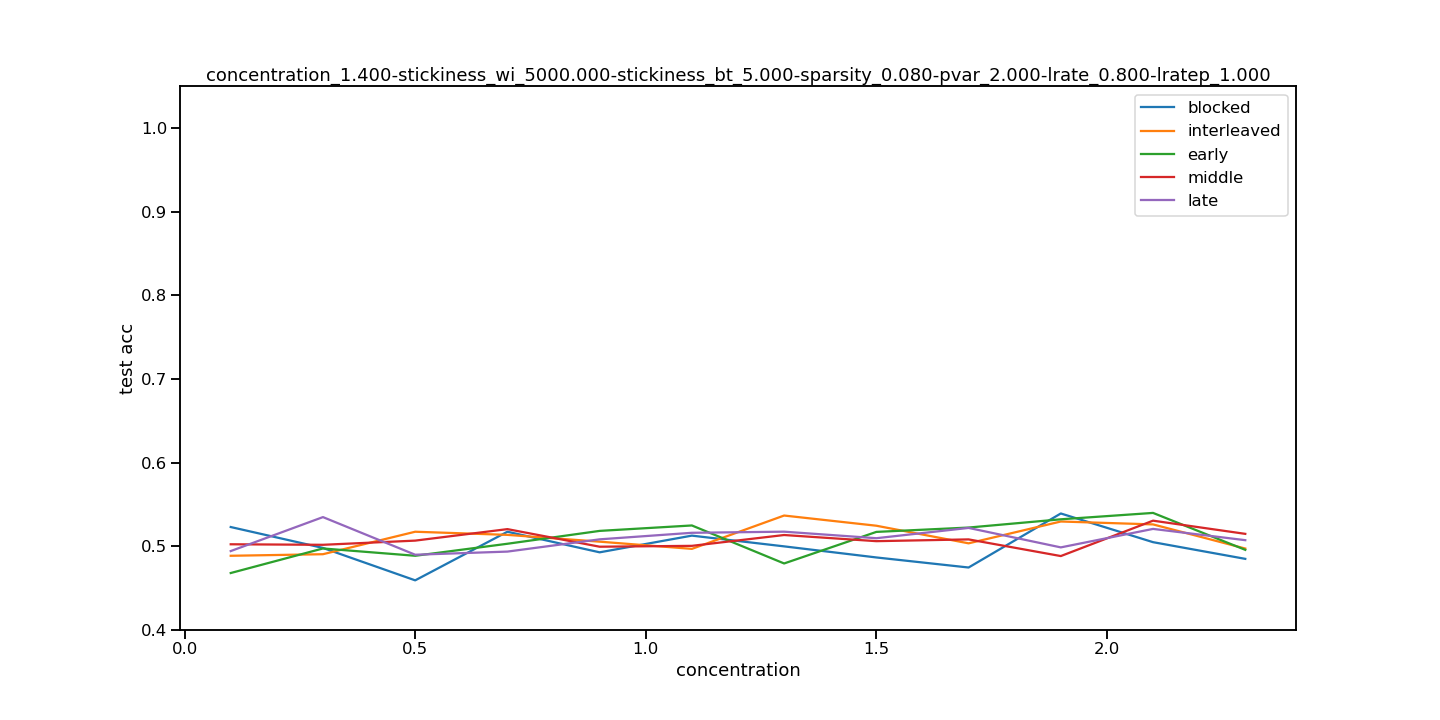 concentration_1.400-stickiness_wi_5000.000-stickiness_bt_5.000-sparsity_0.080-pvar_2.000-lrate_0.800-lratep_1.000
blocked
interleaved
early
middle
late
1.0
0.9
0.8
0.7
0.6
0.5
0.4
test acc
0.0 0.5 1.0 1.5 2.0
concentration